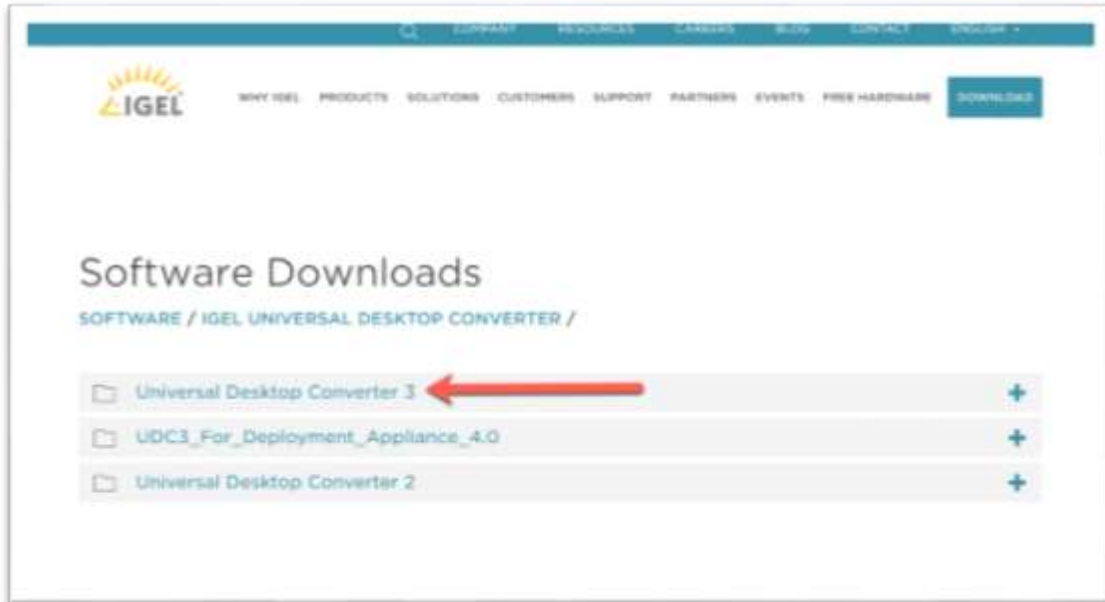 COMPANY RESOURCES CAREERS BLOG CONTACT ENGLISH
IGEL
WHY IGEL PRODUCTS SOLUTIONS CUSTOMERS SUPPORT PARTNERS EVENTS FREE HARDWARE DOWNLOAD
Software Downloads
SOFTWARE / IGEL UNIVERSAL DESKTOP CONVERTER /
Universal Desktop Converter 3
UDC3_For_Deployment_Appliance_4.0
Universal Desktop Converter 2